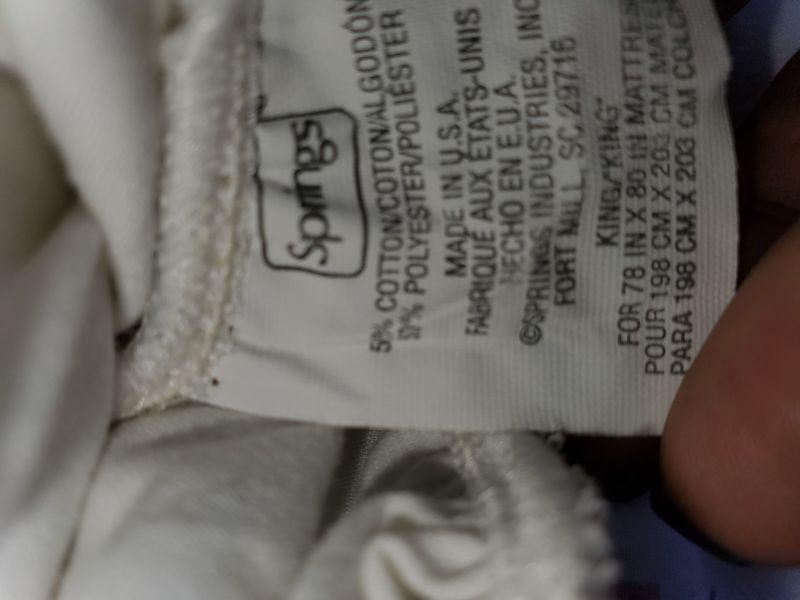 Springs
5% COTTON/COTON/ALGODÓN
0% POLYESTER/POLIÉSTER
MADE IN U.S.A.
FABRIQUÉ AUX ÉTATS-UNIS
HECHO EN E.U.A.
©SPRINGS INDUSTRIES, INC
FORT MILL, SC 29716
KING/"KING"
FOR 78 IN X 80 IN MATTRES
POUR 198 CM X 203 CM MATE
PARA 198 CM X 203 CM COLCH